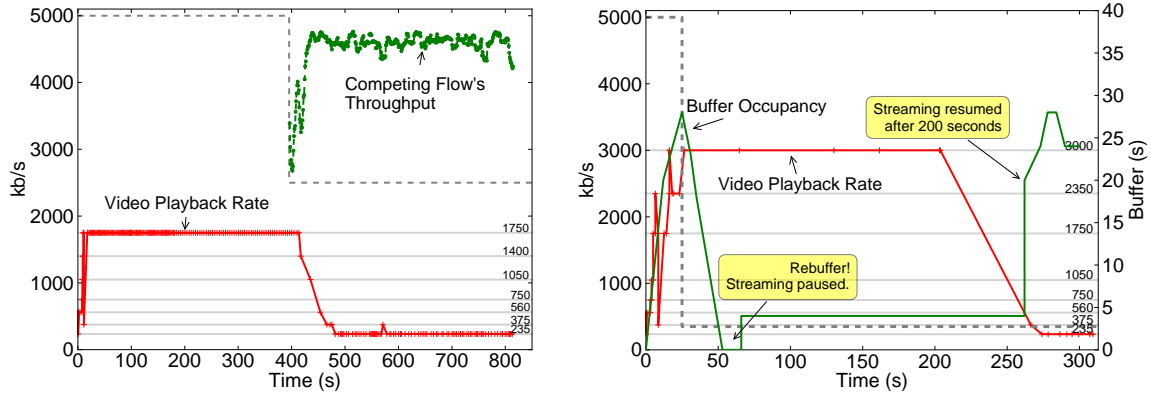 5000
4000
3000
2000
1000
0
kb/s
0 100 200 300 400 500 600 700 800
Time (s)
Competing Flow's
Throughput
Video Playback Rate
1750
1400
1050
750
560
375
235
5000
4000
3000
2000
1000
0
kb/s
0 50 100 150 200 250 300
Time (s)
Buffer Occupancy
Streaming resumed
after 200 seconds
Video Playback Rate
Rebuffer!
Streaming paused.
3000
2350
1750
1050
750
560
375
235
40
35
30
25
20
15
10
5
0
Buffer (s)